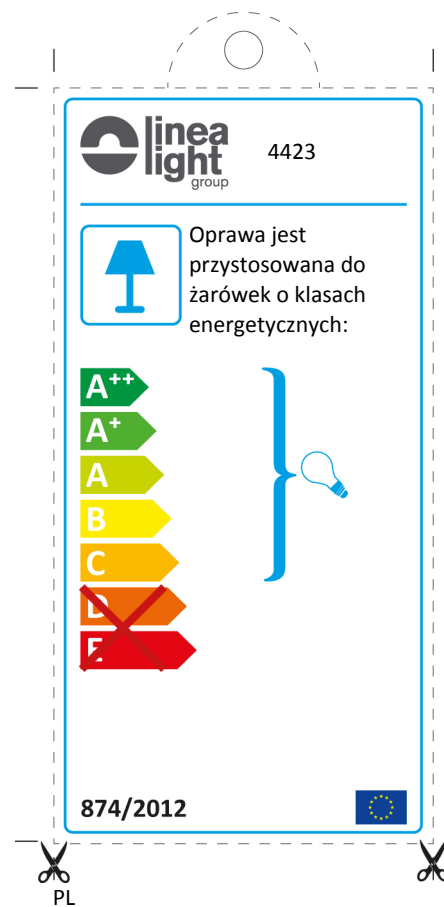 linea
light
group
4423
Oprawa jest
przystosowana do
żarówek o klasach
energetycznych:
A++
A+
A
B
C
D
E
874/2012
PL